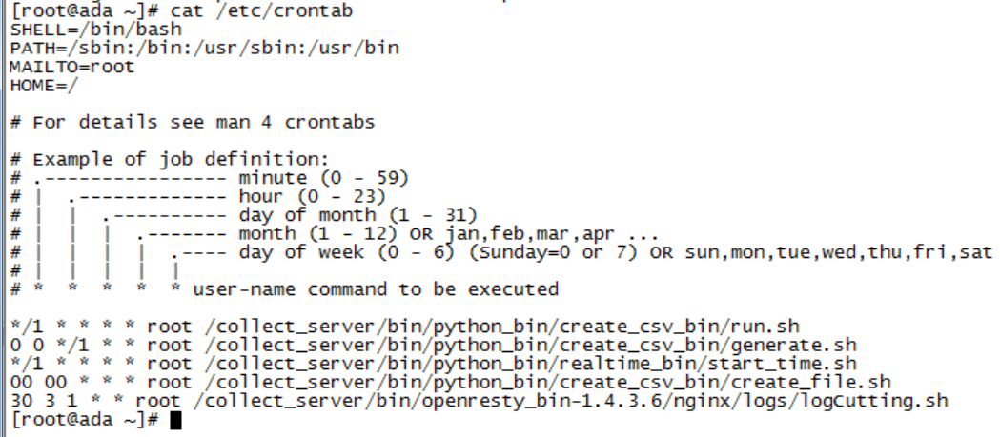 [root@ada ~]# cat /etc/crontab
SHELL=/bin/bash
PATH=/sbin:/bin:/usr/sbin:/usr/bin
MAILTO=root
HOME=/

# For details see man 4 crontabs

# Example of job definition:
# .---------------- minute (0 - 59)
# |  .------------- hour (0 - 23)
# |  |  .---------- day of month (1 - 31)
# |  |  |  .------- month (1 - 12) OR jan,feb,mar,apr ...
# |  |  |  |  .---- day of week (0 - 6) (Sunday=0 or 7) OR sun,mon,tue,wed,thu,fri,sat
# |  |  |  |  |
# *  *  *  *  * user-name command to be executed

*/1 * * * * root /collect_server/bin/python_bin/create_csv_bin/run.sh
0 0 */1 * * root /collect_server/bin/python_bin/create_csv_bin/generate.sh
*/1 * * * * root /collect_server/bin/python_bin/realtime_bin/start_time.sh
00 00 * * * root /collect_server/bin/python_bin/create_csv_bin/create_file.sh
30 3 1 * * root /collect_server/bin/openresty_bin-1.4.3.6/nginx/logs/logCutting.sh
[root@ada ~]#